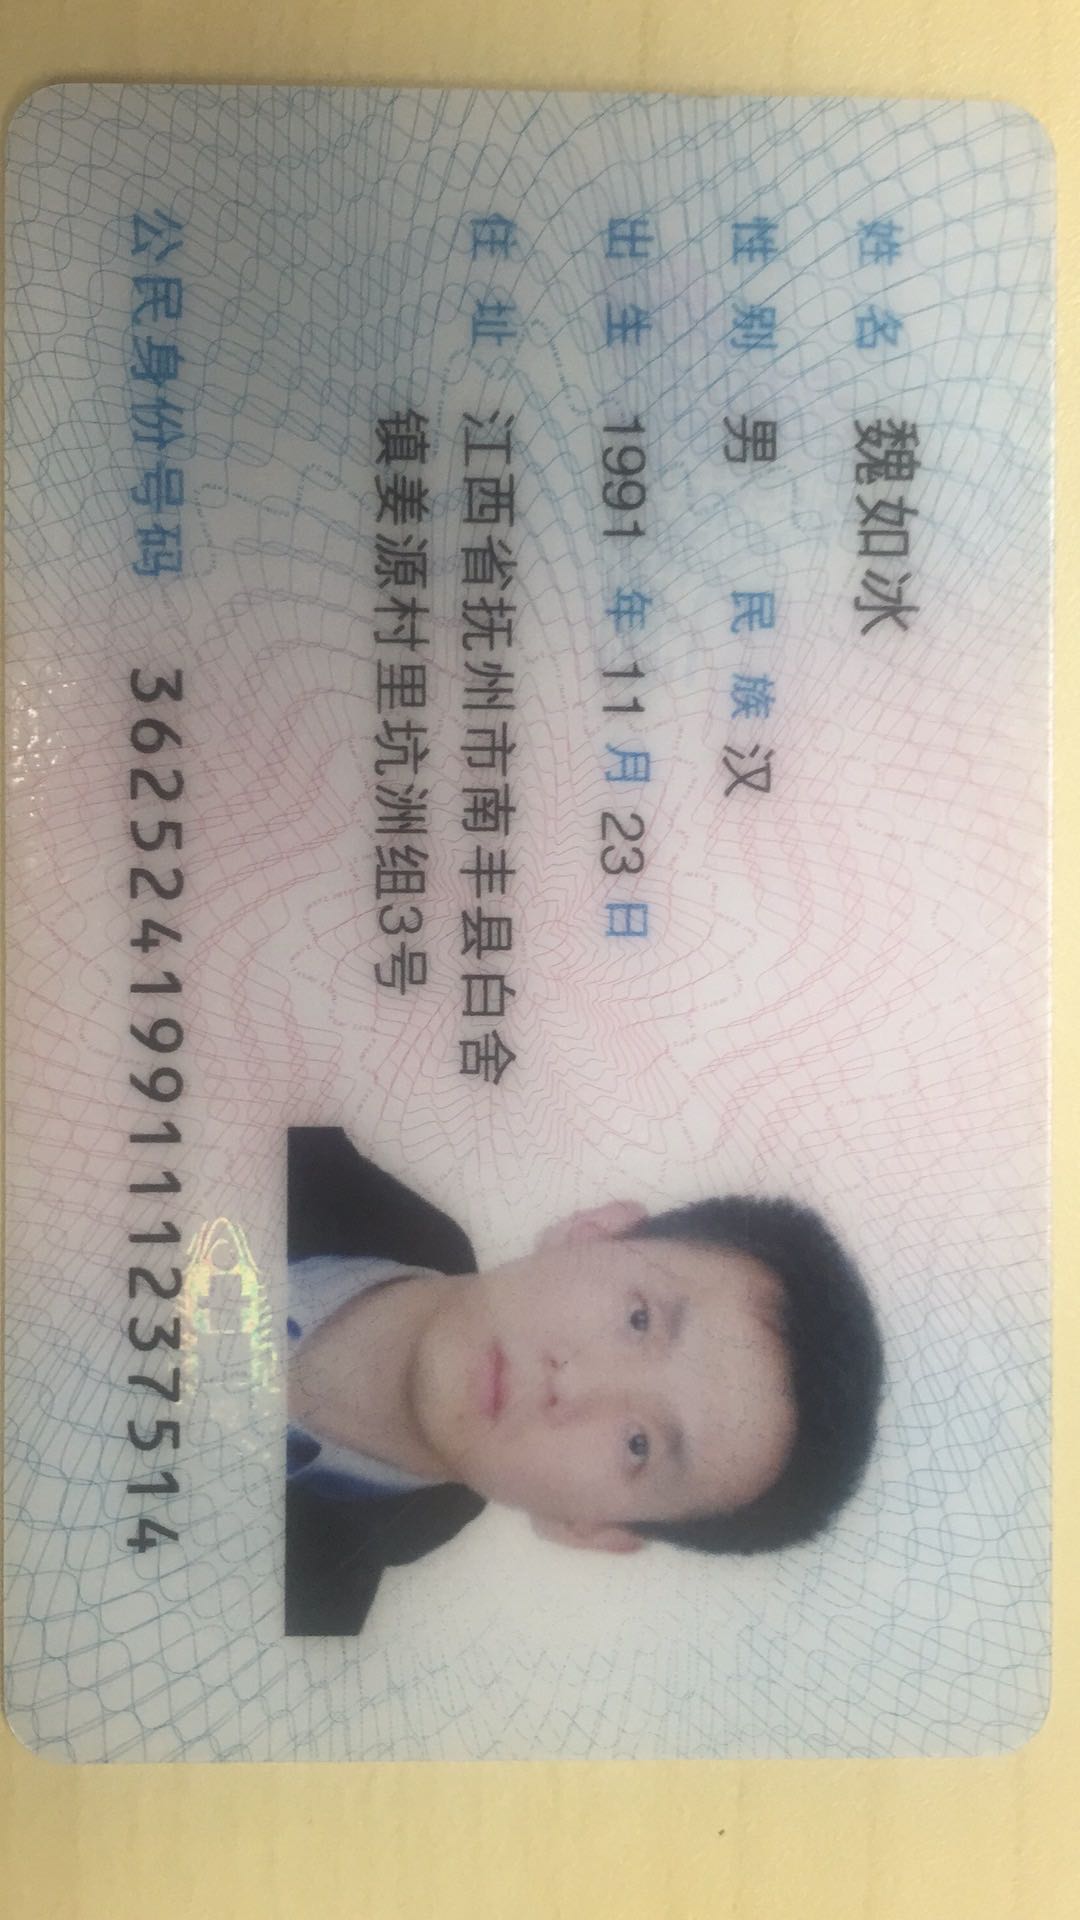 姓名 魏如冰
性别 男 民族 汉
出生 1991 年 11 月 23 日
住址 江西省抚州市南丰县白舍
镇姜源村里坑洲组3号
公民身份号码 362524199111237514